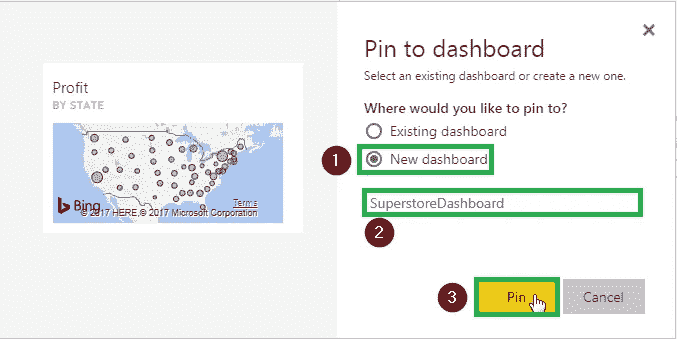 Profit
BY STATE
Bing
Terms
© 2017 HERE,© 2017 Microsoft Corporation
Pin to dashboard
Select an existing dashboard or create a new one.
Where would you like to pin to?
Existing dashboard
1
New dashboard
SuperstoreDashboard
2
3
Pin
Cancel